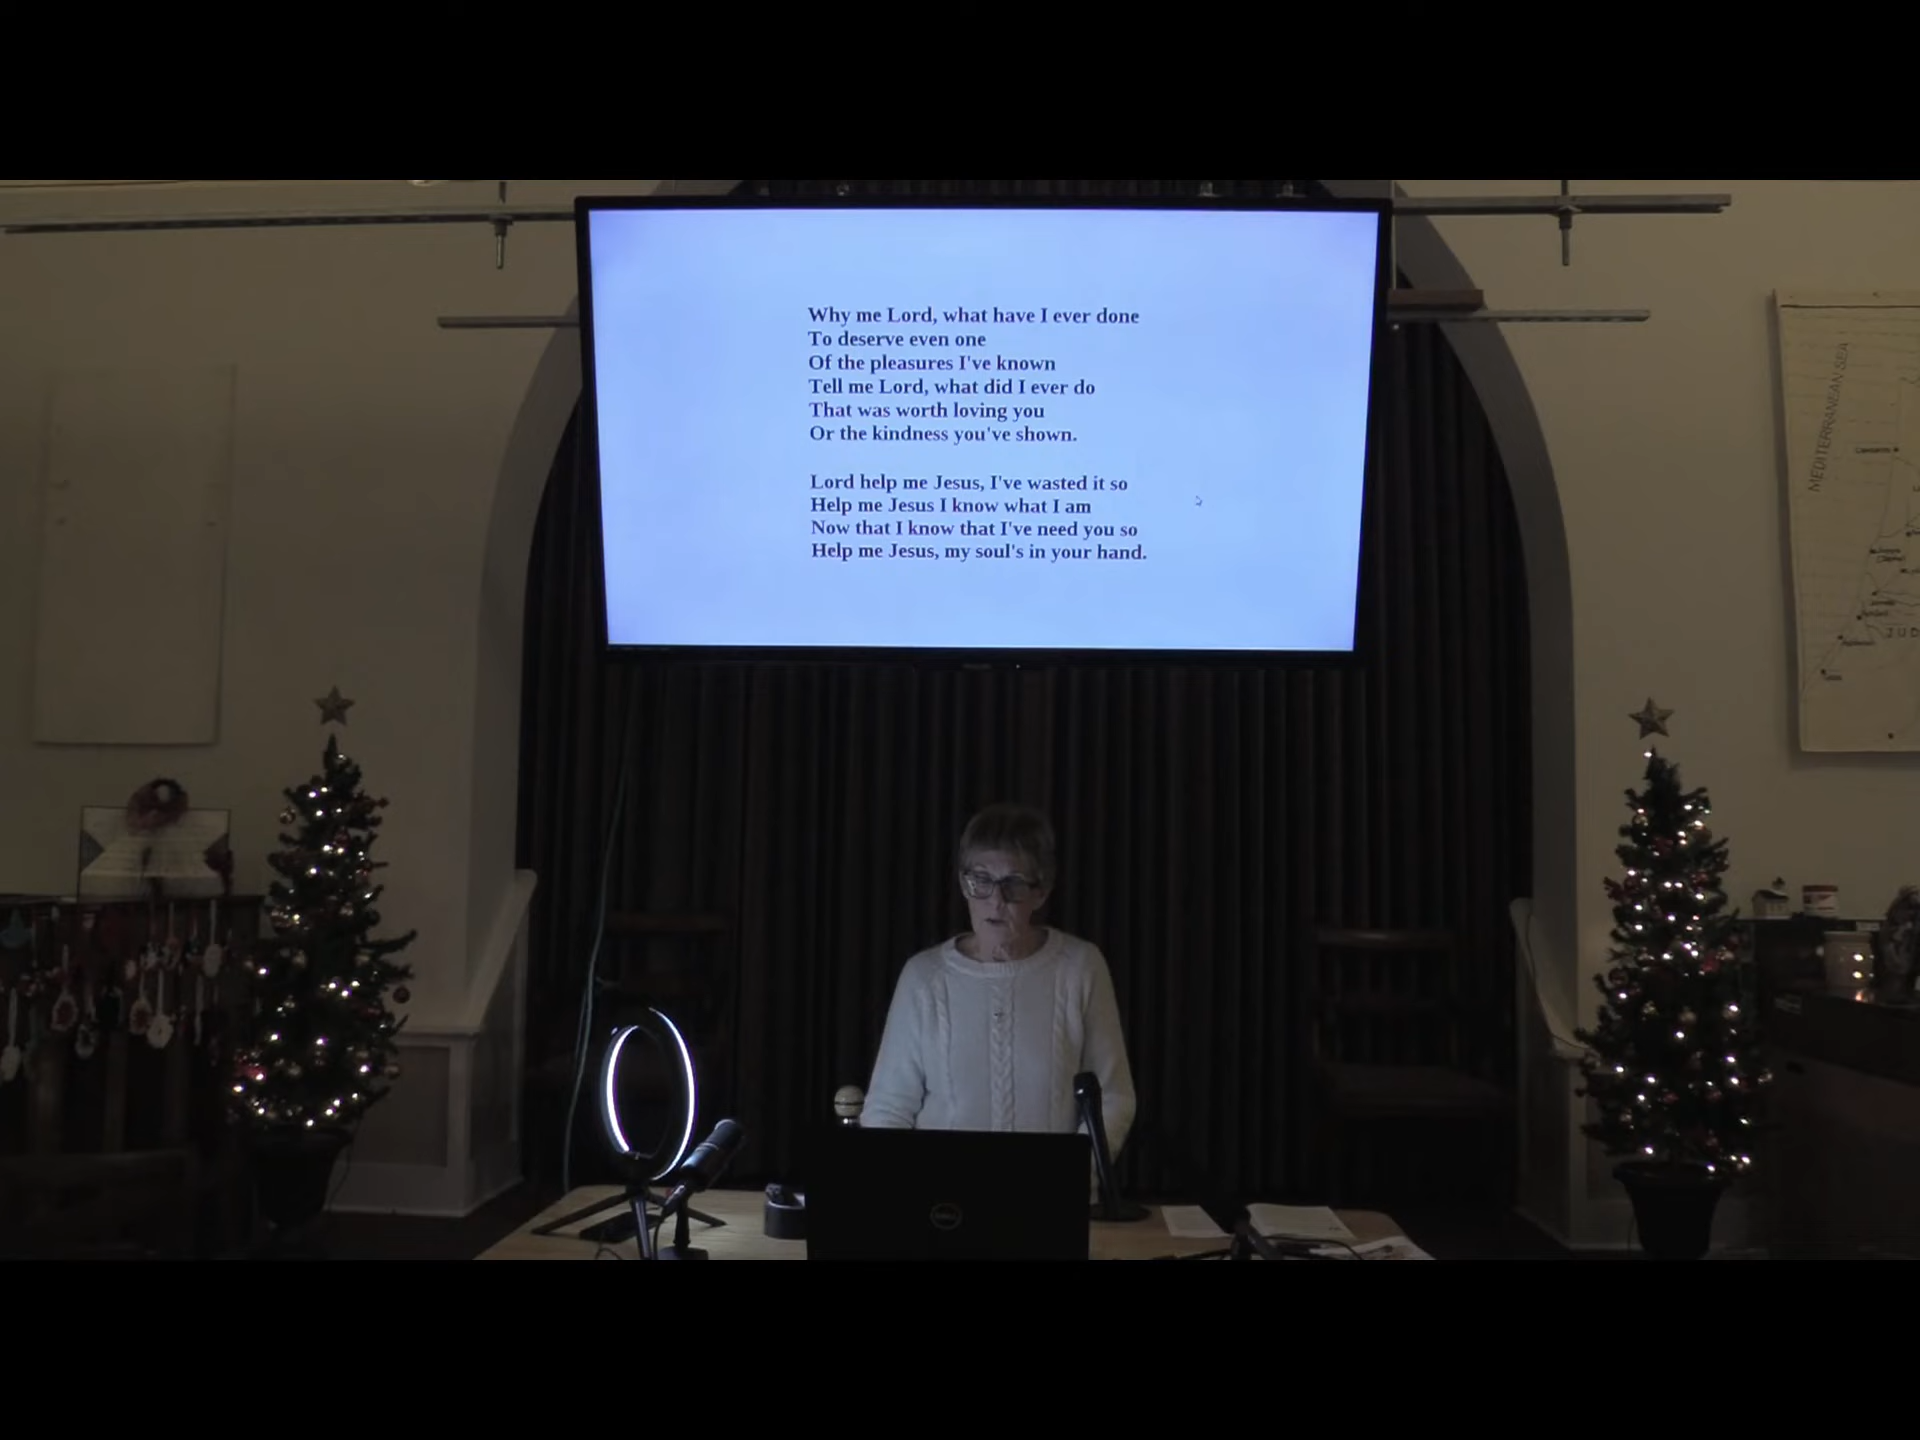 Why me Lord, what have I ever done
To deserve even one
Of the pleasures I've known
Tell me Lord, what did I ever do
That was worth loving you
Or the kindness you've shown.
Lord help me Jesus, I've wasted it so
Help me Jesus I know what I am
Now that I know that I've need you so
Help me Jesus, my soul's in your hand.
MEDITERRANEAN SEA
DELL